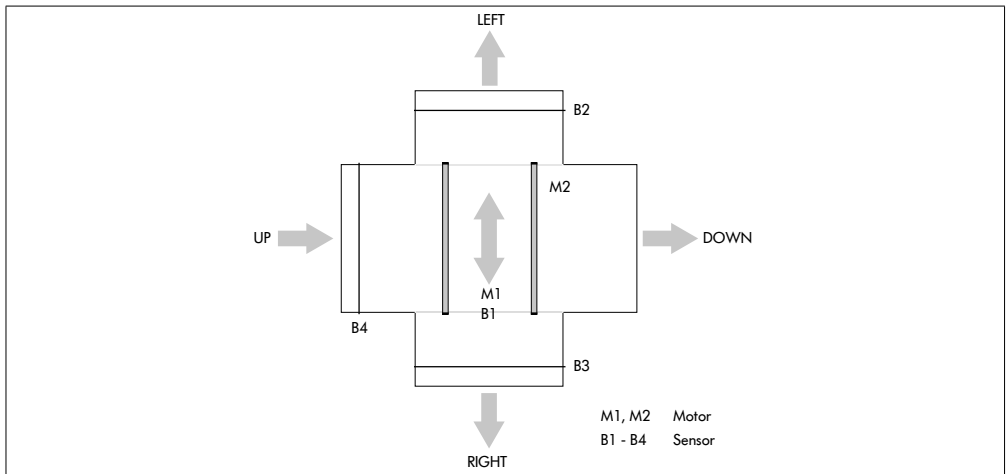 LEFT
B2
M2
UP
DOWN
M1
B1
B4
B3
M1, M2 Motor
B1 - B4 Sensor
RIGHT